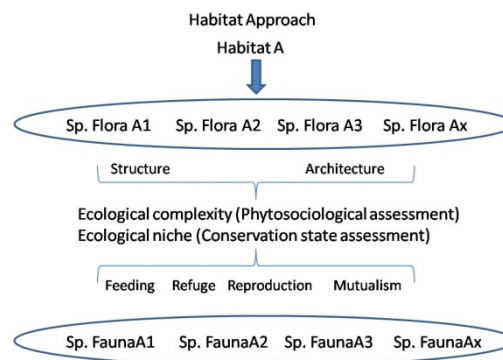 Habitat Approach
Habitat A
Sp. Flora A1 Sp. Flora A2 Sp. Flora A3 Sp. Flora Ax
Structure Architecture
Ecological complexity (Phytosociological assessment)
Ecological niche (Conservation state assessment)
Feeding Refuge Reproduction Mutualism
Sp. FaunaA1 Sp. FaunaA2 Sp. FaunaA3 Sp. FaunaAx